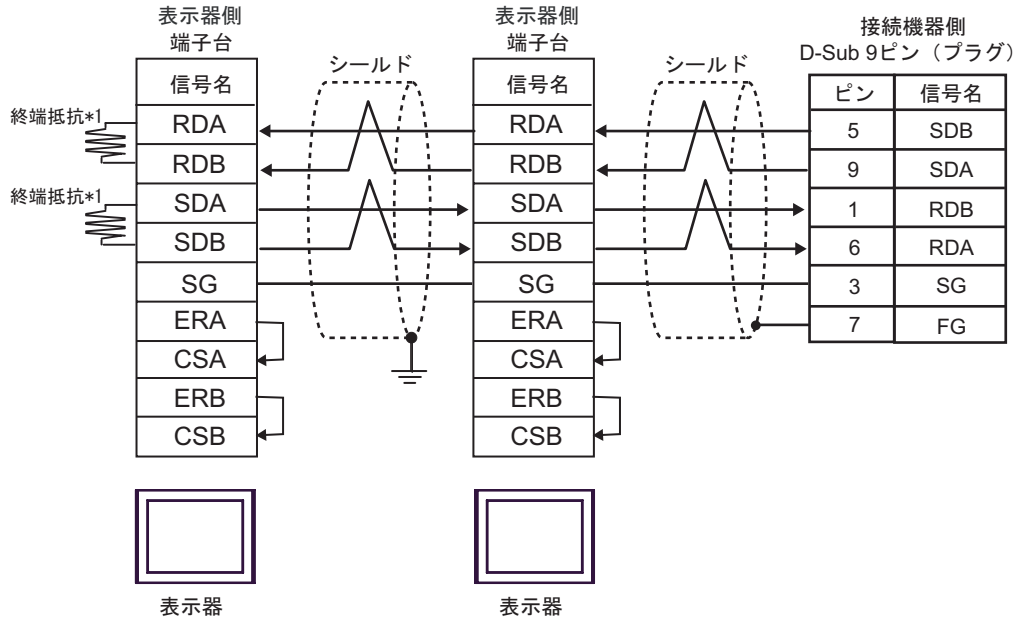 表示器側
端子台
信号名
RDA
RDB
SDA
SDB
SG
ERA
CSA
ERB
CSB
終端抵抗*1
終端抵抗*1
シールド
表示器側
端子台
信号名
RDA
RDB
SDA
SDB
SG
ERA
CSA
ERB
CSB
シールド
接続機器側
D-Sub 9ピン（プラグ）
ピン 信号名
5 SDB
9 SDA
1 RDB
6 RDA
3 SG
7 FG
表示器
表示器